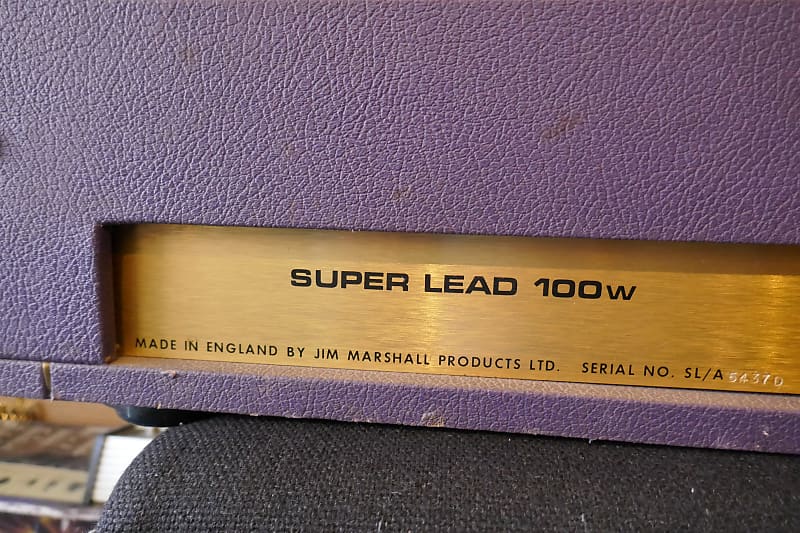 SUPER LEAD 100W
MADE IN ENGLAND BY JIM MARSHALL PRODUCTS LTD. SERIAL NO. SL/A 5437D